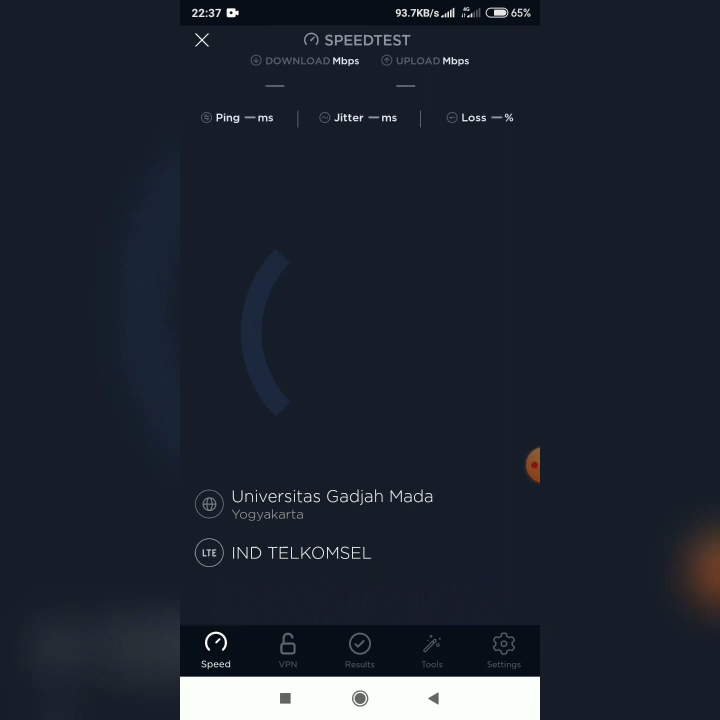 22:37 93.7KB/s 4G 65%
SPEEDTEST
DOWNLOAD Mbps UPLOAD Mbps
— —
Ping — ms Jitter — ms Loss — %
Universitas Gadjah Mada
Yogyakarta
LTE IND TELKOMSEL
Speed VPN Results Tools Settings